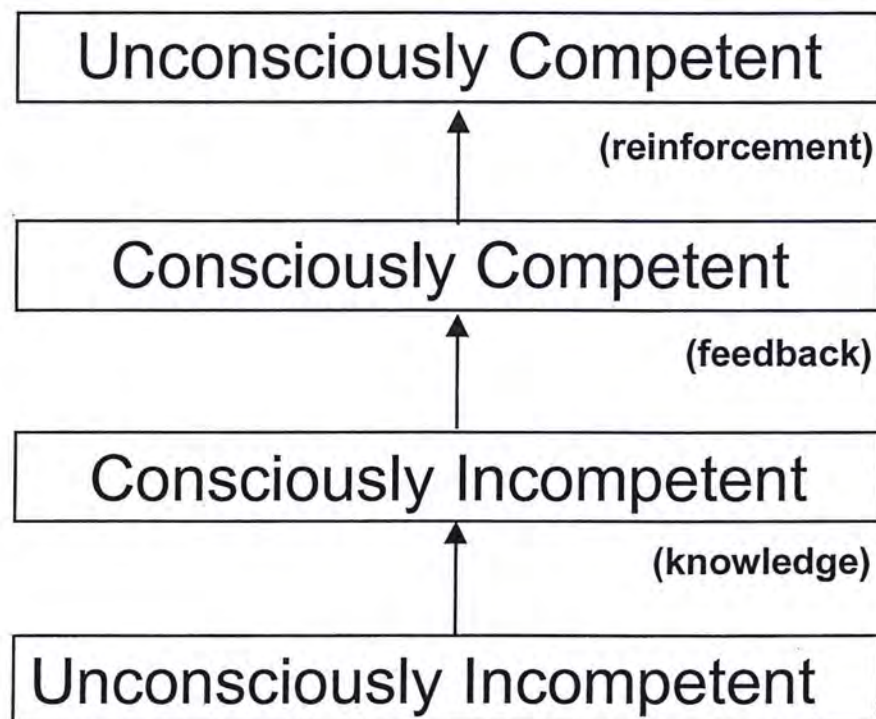 Unconsciously Competent
(reinforcement)
Consciously Competent
(feedback)
Consciously Incompetent
(knowledge)
Unconsciously Incompetent